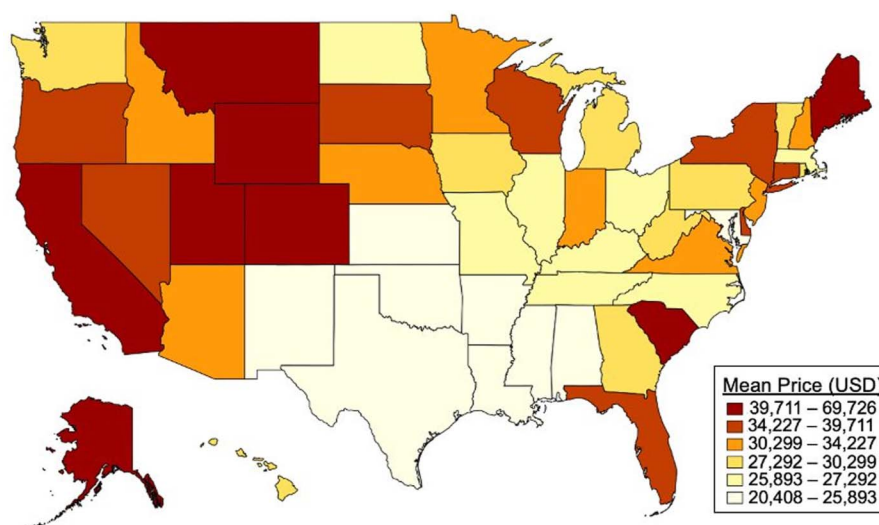 Mean Price (USD)
39,711 – 69,726
34,227 – 39,711
30,299 – 34,227
27,292 – 30,299
25,893 – 27,292
20,408 – 25,893